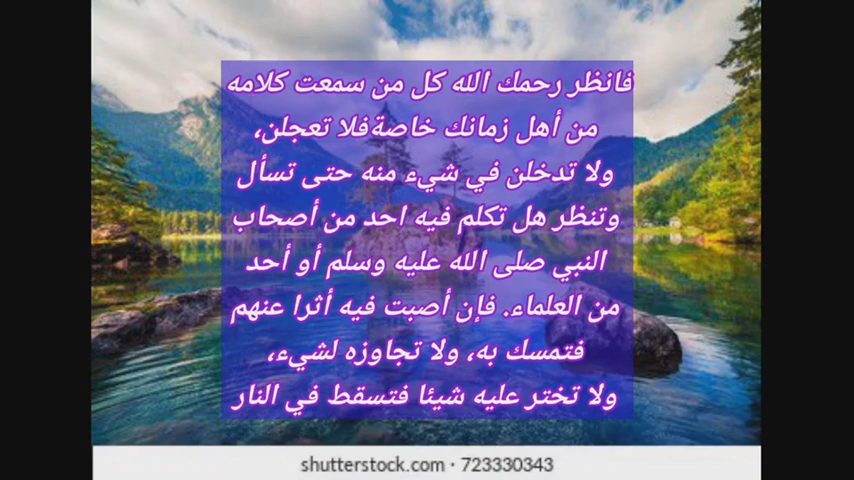 فانظر رحمك الله كل من سمعت كلامه
من أهل زمانك خاصة فلا تعجلن،
ولا تدخلن في شيء منه حتى تسأل
وتنظر هل تكلم فيه احد من أصحاب
النبي صلى الله عليه وسلم أو أحد
من العلماء. فإن أصبت فيه أثرا عنهم
فتمسك به، ولا تجاوزه لشيء،
ولا تختر عليه شيئا فتسقط في النار
shutterstock.com · 723330343